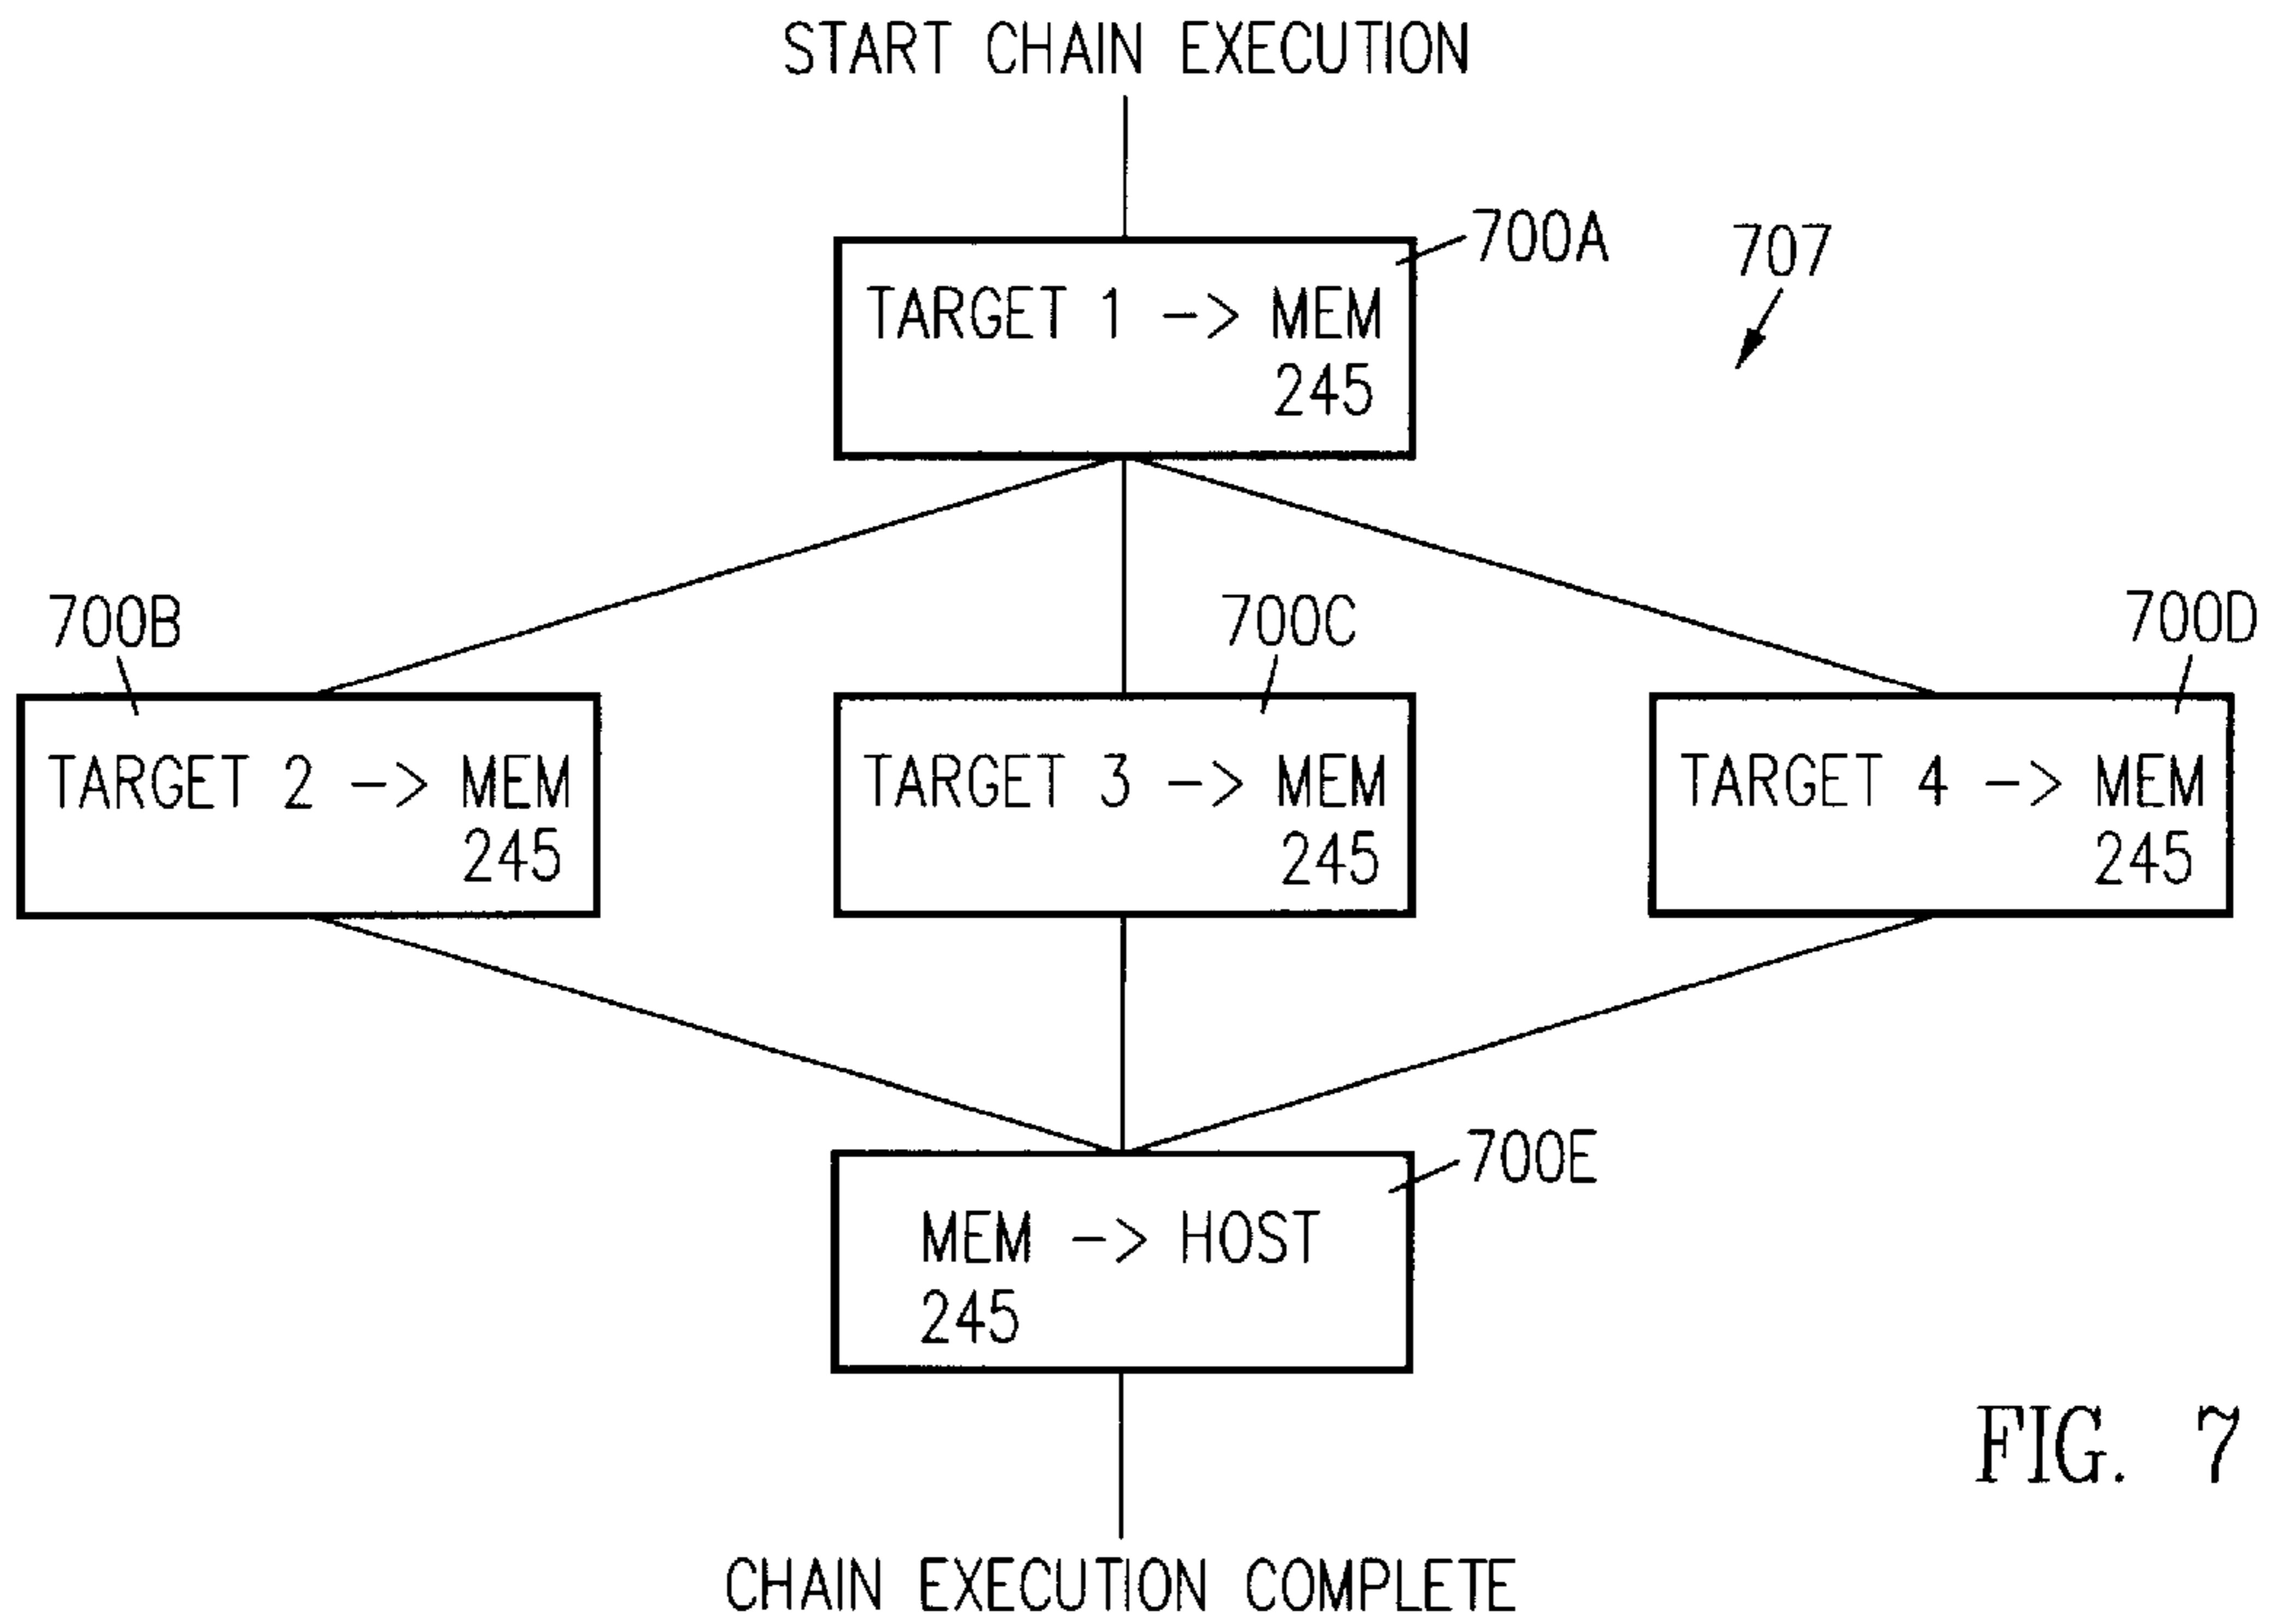 START CHAIN EXECUTION
700A
707
TARGET 1 -> MEM
245
700B
700C
700D
TARGET 2 -> MEM
245
TARGET 3 -> MEM
245
TARGET 4 -> MEM
245
700E
MEM -> HOST
245
FIG. 7
CHAIN EXECUTION COMPLETE